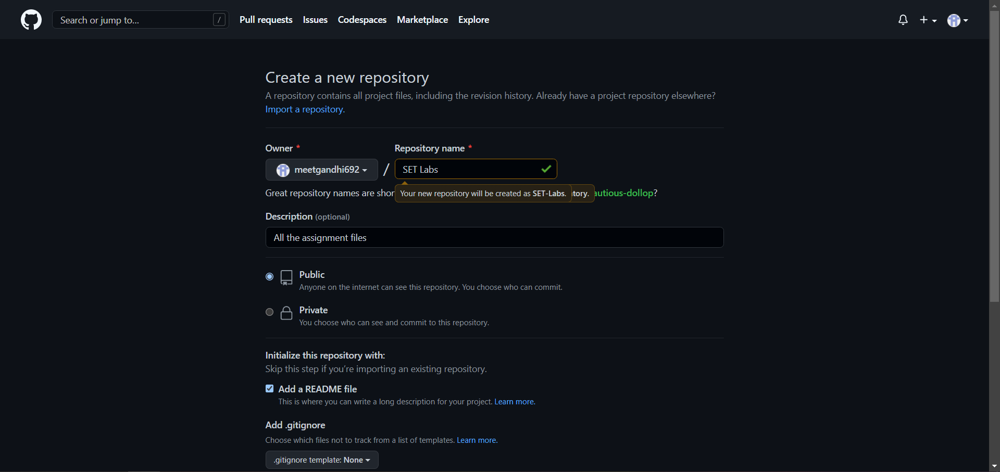 Search or jump to... /
Pull requests Issues Codespaces Marketplace Explore
Create a new repository
A repository contains all project files, including the revision history. Already have a project repository elsewhere?
Import a repository.
Owner * Repository name *
meetgandhi692 / SET Labs
Great repository names are shor Your new repository will be created as SET-Labs. tory. autious-dollop?
Description (optional)
All the assignment files
Public
Anyone on the internet can see this repository. You choose who can commit.
Private
You choose who can see and commit to this repository.
Initialize this repository with:
Skip this step if you’re importing an existing repository.
Add a README file
This is where you can write a long description for your project. Learn more.
Add .gitignore
Choose which files not to track from a list of templates. Learn more.
.gitignore template: None